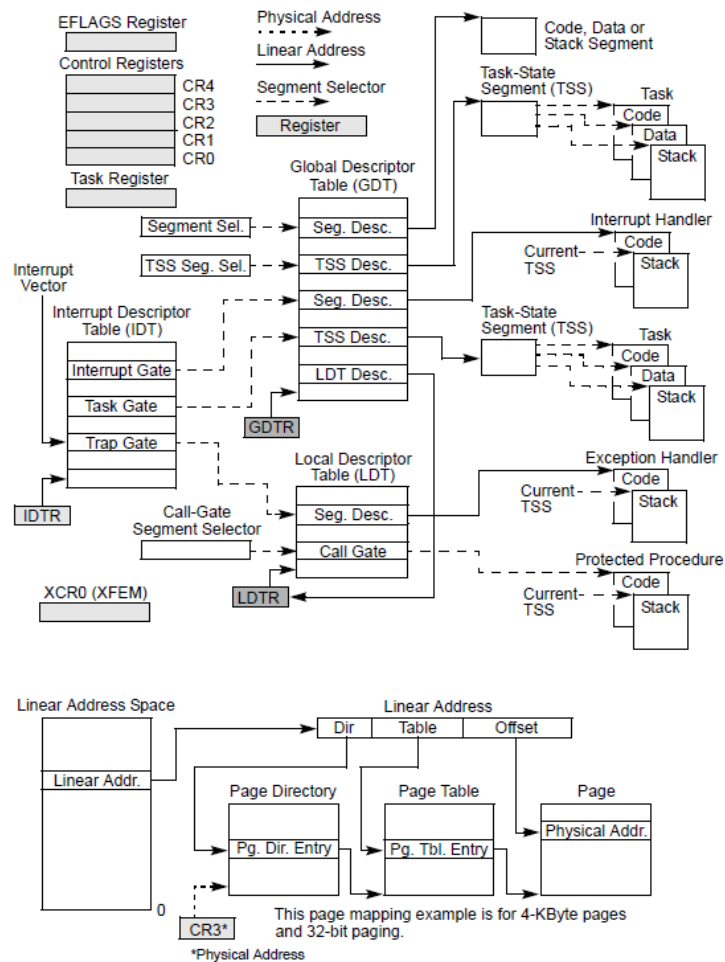 EFLAGS Register
Control Registers
CR4
CR3
CR2
CR1
CR0
Task Register
Physical Address
Linear Address
Segment Selector
Register
Code, Data or
Stack Segment
Task-State
Segment (TSS)
Task
Code
Data
Stack
Global Descriptor
Table (GDT)
Segment Sel.
Seg. Desc.
TSS Seg. Sel.
TSS Desc.
Seg. Desc.
TSS Desc.
LDT Desc.
GDTR
Interrupt Handler
Code
Current
TSS
Stack
Interrupt
Vector
Interrupt Descriptor
Table (IDT)
Interrupt Gate
Task Gate
Trap Gate
IDTR
Task-State
Segment (TSS)
Task
Code
Data
Stack
Local Descriptor
Table (LDT)
Seg. Desc.
Call-Gate
Segment Selector
Call Gate
LDTR
Exception Handler
Code
Current
TSS
Stack
Protected Procedure
Code
Current
TSS
Stack
XCR0 (XFEM)
Linear Address Space
Linear Addr.
0
Linear Address
Dir
Table
Offset
Page Directory
Pg. Dir. Entry
Page Table
Pg. Tbl. Entry
Page
Physical Addr.
CR3*
*Physical Address
This page mapping example is for 4-KByte pages
and 32-bit paging.